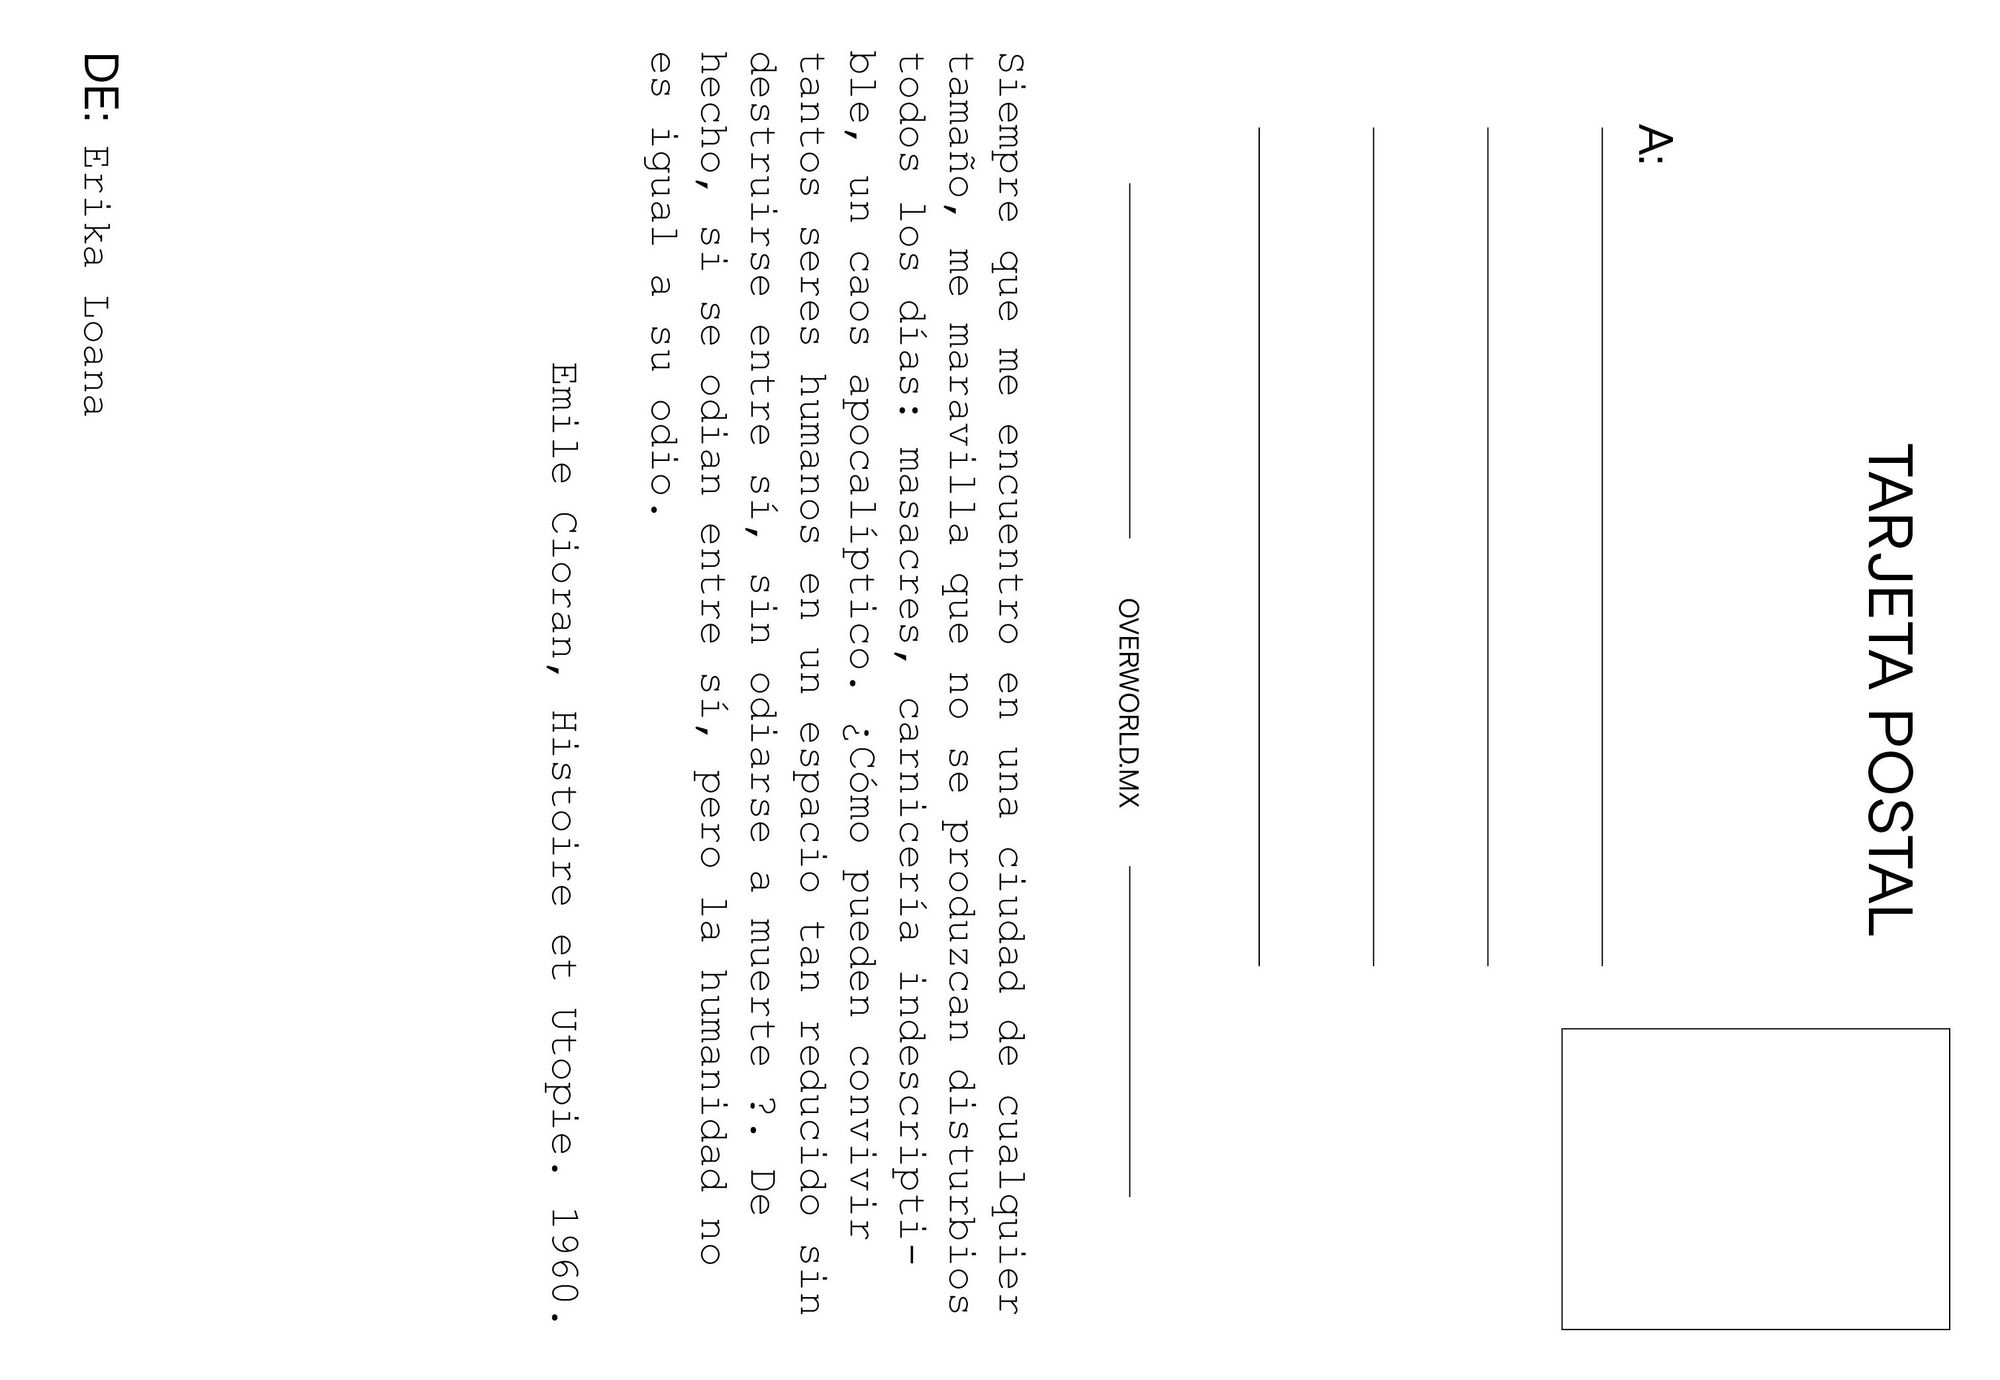 TARJETA POSTAL
A:
OVERWORLD.MX
Siempre que me encuentro en una ciudad de cualquier
tamaño, me maravilla que no se produzcan disturbios
todos los días: masacres, carnicería indescripti-
ble, un caos apocalíptico. ¿Cómo pueden convivir
tantos seres humanos en un espacio tan reducido sin
destruirse entre sí, sin odiarse a muerte ?. De
hecho, si se odian entre sí, pero la humanidad no
es igual a su odio.
Emile Cioran, Histoire et Utopie. 1960.
DE: Erika Loana